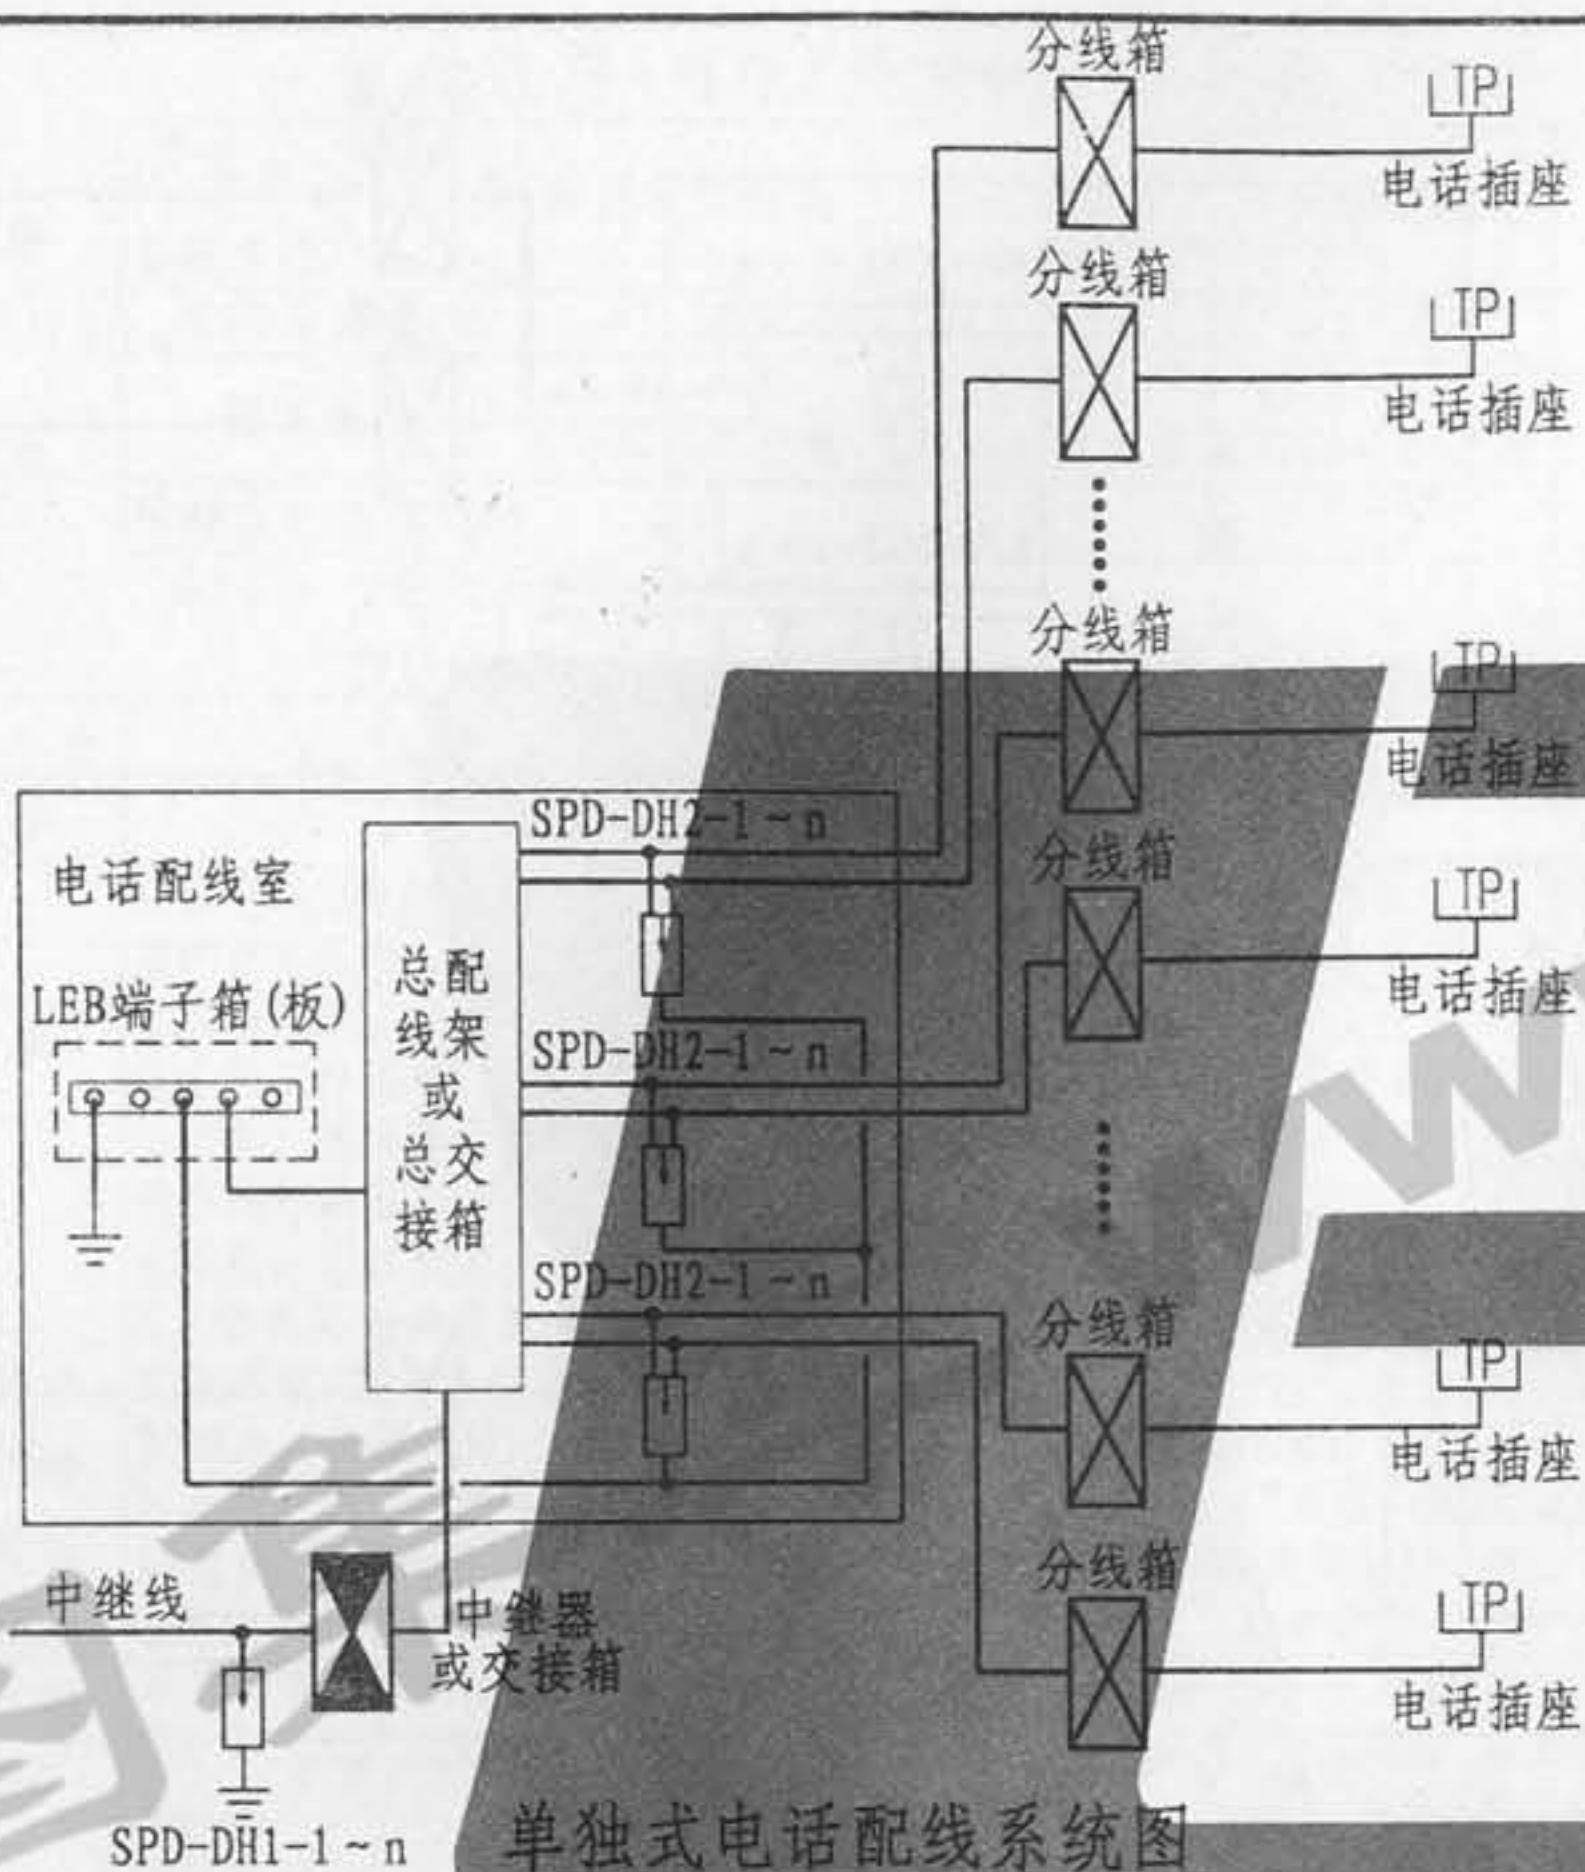 分线箱
TP
电话插座
分线箱
TP
电话插座
分线箱
TP
电话插座
SPD-DH2-1~n
电话配线室
分线箱
TP
电话插座
总配
线架
或
总交
接箱
LEB端子箱(板)
SPD-DH2-1~n
SPD-DH2-1~n
分线箱
TP
电话插座
分线箱
TP
电话插座
中继线
中继器
或交接箱
SPD-DH1-1~n
单独式电话配线系统图
图集
W